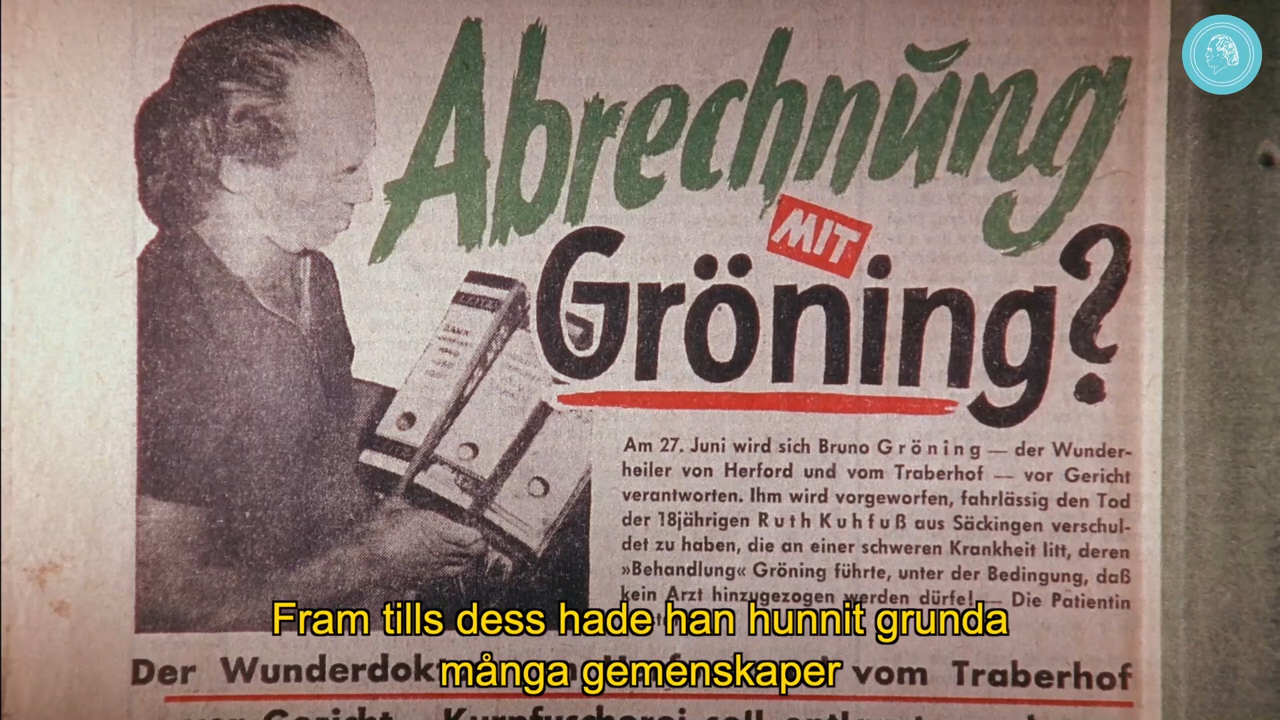 Abrechnung
MIT
Gröning?
LEITZ
Am 27. Juni wird sich Bruno Gröning — der Wunder-
heiler von Herford und vom Traberhof — vor Gericht
verantworten. Ihm wird vorgeworfen, fahrlässig den Tod
der 18jährigen Ruth Kuhfuß aus Säckingen verschul-
det zu haben, die an einer schweren Krankheit litt, deren
»Behandlung« Gröning führte, unter der Bedingung, daß
kein Arzt hinzugezogen werden dürfe! — Die Patientin
Fram tills dess hade han hunnit grunda
många gemenskaper
Der vom Traberhof
vor Gericht